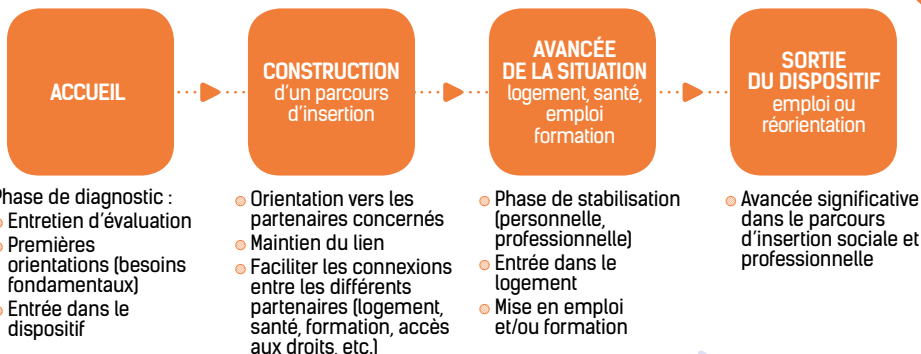 ACCUEIL
CONSTRUCTION
d'un parcours
d'insertion
AVANCÉE
DE LA SITUATION
logement, santé,
emploi
formation
SORTIE
DU DISPOSITIF
emploi ou
réorientation
Phase de diagnostic :
Entretien d'évaluation
Premières
orientations (besoins
fondamentaux)
Entrée dans le
dispositif
Orientation vers les
partenaires concernés
Maintien du lien
Faciliter les connexions
entre les différents
partenaires (logement,
santé, formation, accès
aux droits, etc.)
Phase de stabilisation
(personnelle,
professionnelle)
Entrée dans le
logement
Mise en emploi
et/ou formation
Avancée significative
dans le parcours
d'insertion sociale et
professionnelle